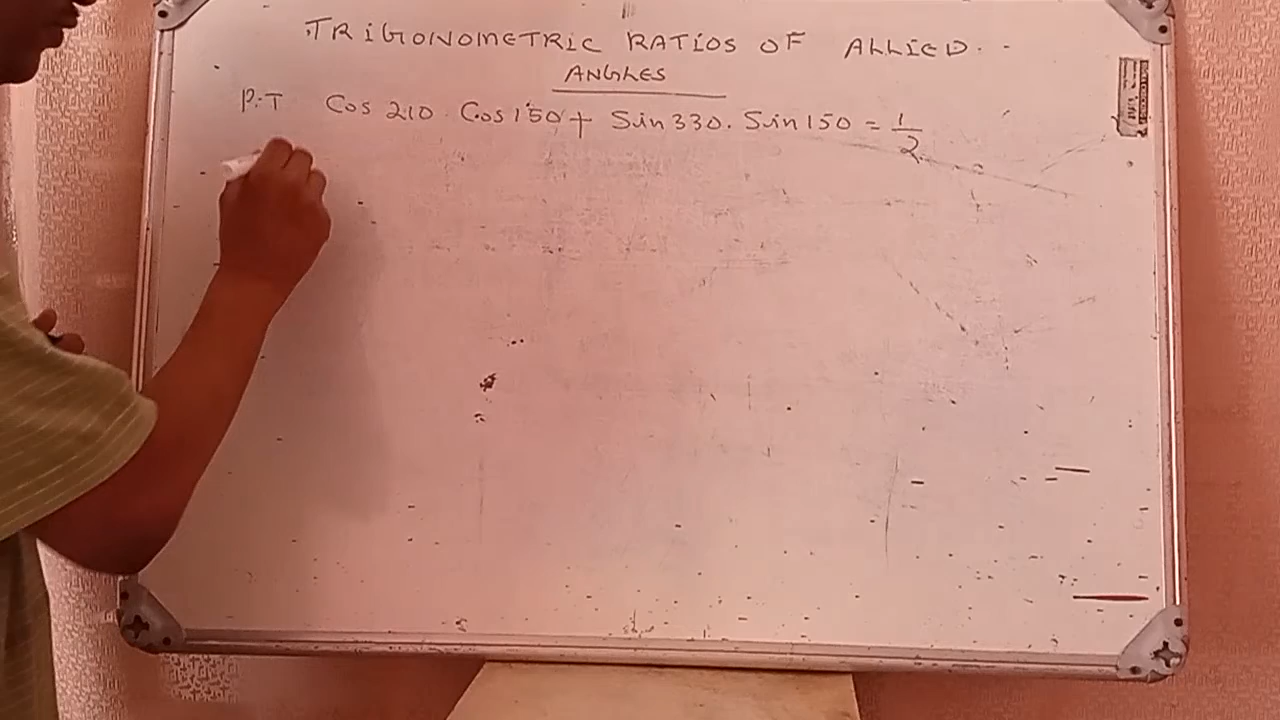 TRIGONOMETRIC RATIOS OF ALLIED
ANGLES
P.T Cos 210. Cos 150 + Sin 330. Sin 150 = 1/2